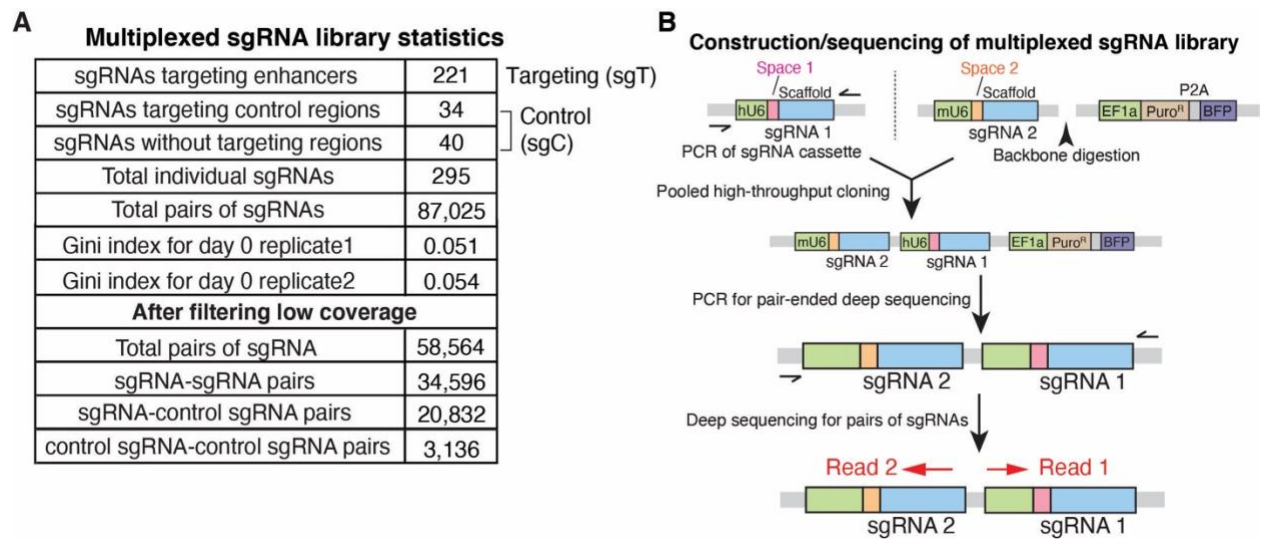 A
Multiplexed sgRNA library statistics
sgRNAs targeting enhancers 221 Targeting (sgT)
sgRNAs targeting control regions 34
sgRNAs without targeting regions 40
Control
(sgC)
Total individual sgRNAs 295
Total pairs of sgRNAs 87,025
Gini index for day 0 replicate1 0.051
Gini index for day 0 replicate2 0.054
After filtering low coverage
Total pairs of sgRNA 58,564
sgRNA-sgRNA pairs 34,596
sgRNA-control sgRNA pairs 20,832
control sgRNA-control sgRNA pairs 3,136
B
Construction/sequencing of multiplexed sgRNA library
Space 1
Scaffold
hU6
sgRNA 1
PCR of sgRNA cassette
Space 2
Scaffold
mU6
sgRNA 2
P2A
EF1a Puroᴿ BFP
Backbone digestion
Pooled high-throughput cloning
mU6 hU6 EF1a Puroᴿ BFP
sgRNA 2 sgRNA 1
PCR for pair-ended deep sequencing
sgRNA 2 sgRNA 1
Deep sequencing for pairs of sgRNAs
Read 2 Read 1
sgRNA 2 sgRNA 1